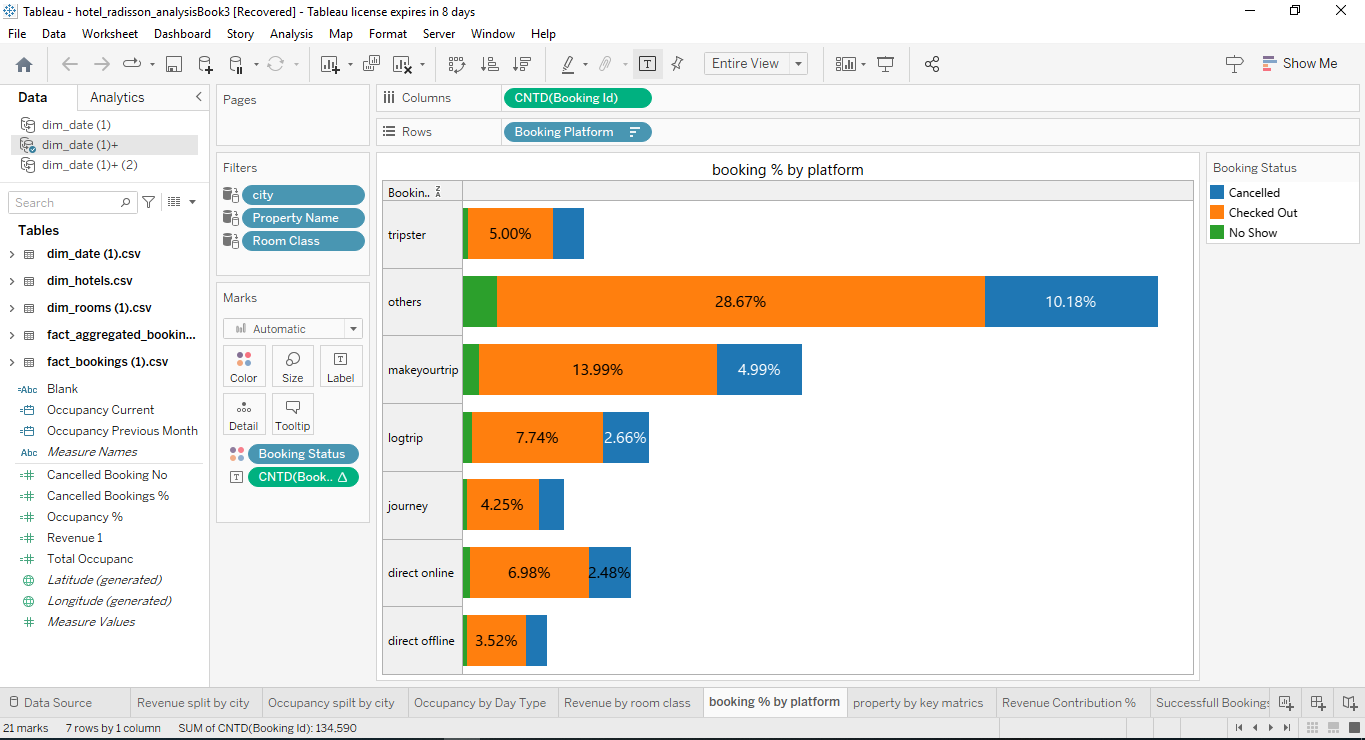 Tableau - hotel_radisson_analysisBook3 [Recovered] - Tableau license expires in 8 days
File Data Worksheet Dashboard Story Analysis Map Format Server Window Help
Entire View
Show Me
Data Analytics
dim_date (1)
dim_date (1)+
dim_date (1)+ (2)
Search
Tables
dim_date (1).csv
dim_hotels.csv
dim_rooms (1).csv
fact_aggregated_bookin...
fact_bookings (1).csv
=Abc Blank
Occupancy Current
Occupancy Previous Month
Abc Measure Names
=# Cancelled Booking No
=# Cancelled Bookings %
=# Occupancy %
=# Revenue 1
=# Total Occupanc
Latitude (generated)
Longitude (generated)
# Measure Values
Pages
Filters
city
Property Name
Room Class
Marks
Automatic
Color Size Label
Detail Tooltip
Booking Status
CNTD(Book.. Δ
Columns CNTD(Booking Id)
Rows Booking Platform
booking % by platform
Bookin..
tripster 5.00%
others 28.67% 10.18%
makeyourtrip 13.99% 4.99%
logtrip 7.74% 2.66%
journey 4.25%
direct online 6.98% 2.48%
direct offline 3.52%
Booking Status
Cancelled
Checked Out
No Show
Data Source Revenue split by city Occupancy spilt by city Occupancy by Day Type Revenue by room class booking % by platform property by key matrics Revenue Contribution % Successfull Bookings
21 marks 7 rows by 1 column SUM of CNTD(Booking Id): 134,590